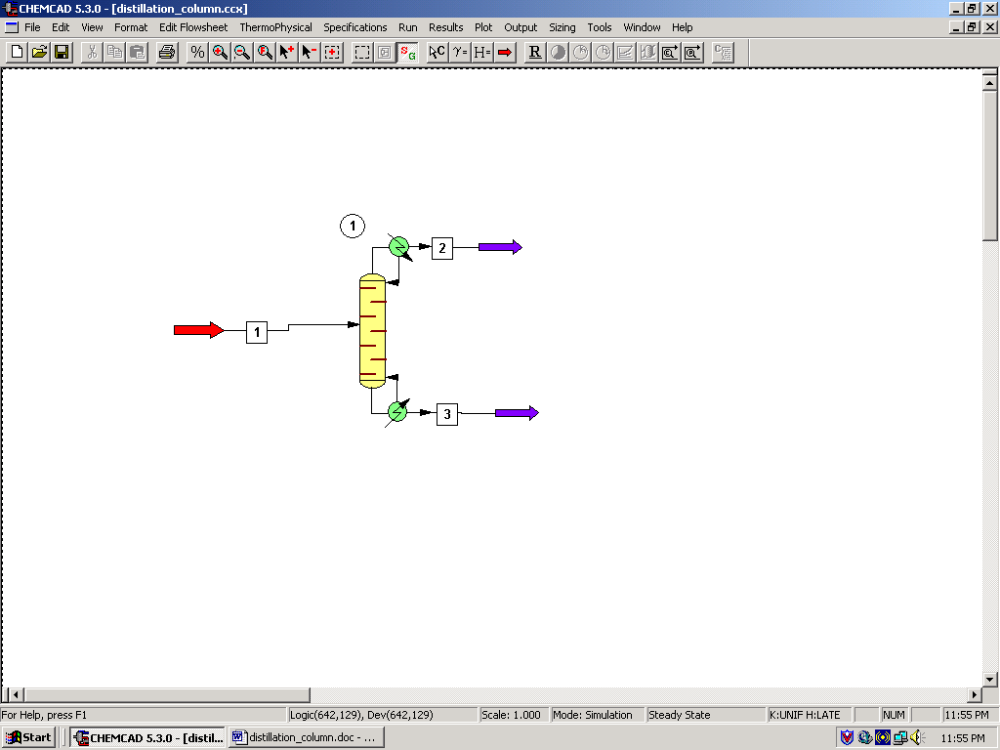 CHEMCAD 5.3.0 - [distillation_column.ccx]
File Edit View Format Edit Flowsheet ThermoPhysical Specifications Run Results Plot Output Sizing Tools Window Help
% S G C γ= H= R
1
2
1
3
For Help, press F1 Logic(642,129), Dev(642,129) Scale: 1.000 Mode: Simulation Steady State K:UNIF H:LATE NUM 11:55 PM
Start CHEMCAD 5.3.0 - [distil... distillation_column.doc - ... 11:55 PM